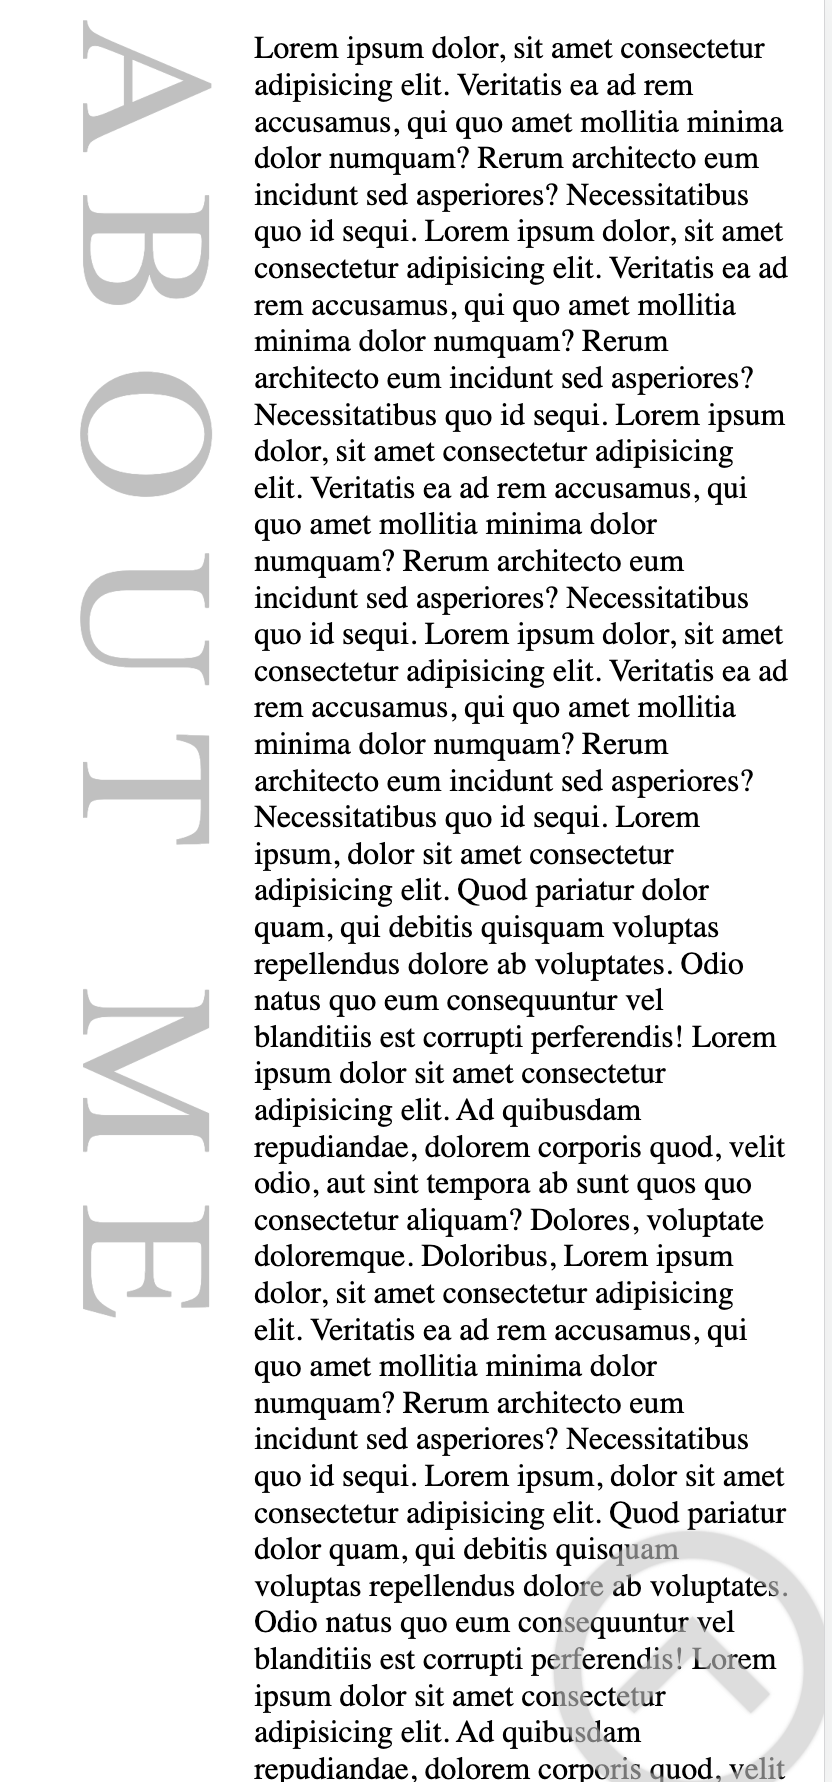 ABOUT ME
Lorem ipsum dolor, sit amet consectetur
adipisicing elit. Veritatis ea ad rem
accusamus, qui quo amet mollitia minima
dolor numquam? Rerum architecto eum
incidunt sed asperiores? Necessitatibus
quo id sequi. Lorem ipsum dolor, sit amet
consectetur adipisicing elit. Veritatis ea ad
rem accusamus, qui quo amet mollitia
minima dolor numquam? Rerum
architecto eum incidunt sed asperiores?
Necessitatibus quo id sequi. Lorem ipsum
dolor, sit amet consectetur adipisicing
elit. Veritatis ea ad rem accusamus, qui
quo amet mollitia minima dolor
numquam? Rerum architecto eum
incidunt sed asperiores? Necessitatibus
quo id sequi. Lorem ipsum dolor, sit amet
consectetur adipisicing elit. Veritatis ea ad
rem accusamus, qui quo amet mollitia
minima dolor numquam? Rerum
architecto eum incidunt sed asperiores?
Necessitatibus quo id sequi. Lorem
ipsum, dolor sit amet consectetur
adipisicing elit. Quod pariatur dolor
quam, qui debitis quisquam voluptas
repellendus dolore ab voluptates. Odio
natus quo eum consequuntur vel
blanditiis est corrupti perferendis! Lorem
ipsum dolor sit amet consectetur
adipisicing elit. Ad quibusdam
repudiandae, dolorem corporis quod, velit
odio, aut sint tempora ab sunt quos quo
consectetur aliquam? Dolores, voluptate
doloremque. Doloribus, Lorem ipsum
dolor, sit amet consectetur adipisicing
elit. Veritatis ea ad rem accusamus, qui
quo amet mollitia minima dolor
numquam? Rerum architecto eum
incidunt sed asperiores? Necessitatibus
quo id sequi. Lorem ipsum, dolor sit amet
consectetur adipisicing elit. Quod pariatur
dolor quam, qui debitis quisquam
voluptas repellendus dolore ab voluptates.
Odio natus quo eum consequuntur vel
blanditiis est corrupti perferendis! Lorem
ipsum dolor sit amet consectetur
adipisicing elit. Ad quibusdam
repudiandae, dolorem corporis quod, velit